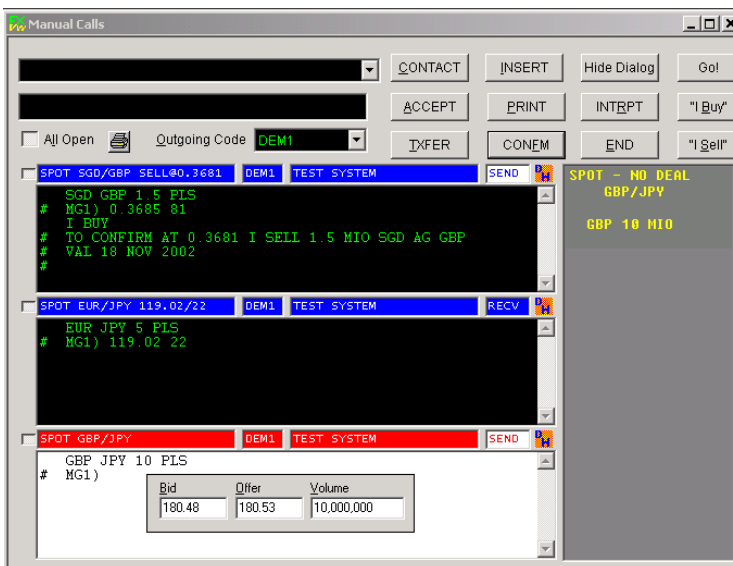 Manual Calls
CONTACT INSERT Hide Dialog Go!
ACCEPT PRINT INTRPT "I Buy"
All Open Outgoing Code DEM1 TXFER CONFM END "I Sell"
SPOT SGD/GBP SELL@0.3681 DEM1 TEST SYSTEM SEND DH
SGD GBP 1.5 PLS
# MG1) 0.3685 81
I BUY
# TO CONFIRM AT 0.3681 I SELL 1.5 MIO SGD AG GBP
# VAL 18 NOV 2002
#
SPOT EUR/JPY 119.02/22 DEM1 TEST SYSTEM RECV DH
EUR JPY 5 PLS
# MG1) 119.02 22
SPOT GBP/JPY DEM1 TEST SYSTEM SEND DH
GBP JPY 10 PLS
# MG1)
Bid Offer Volume
180.48 180.53 10,000,000
SPOT - NO DEAL
GBP/JPY
GBP 10 MIO